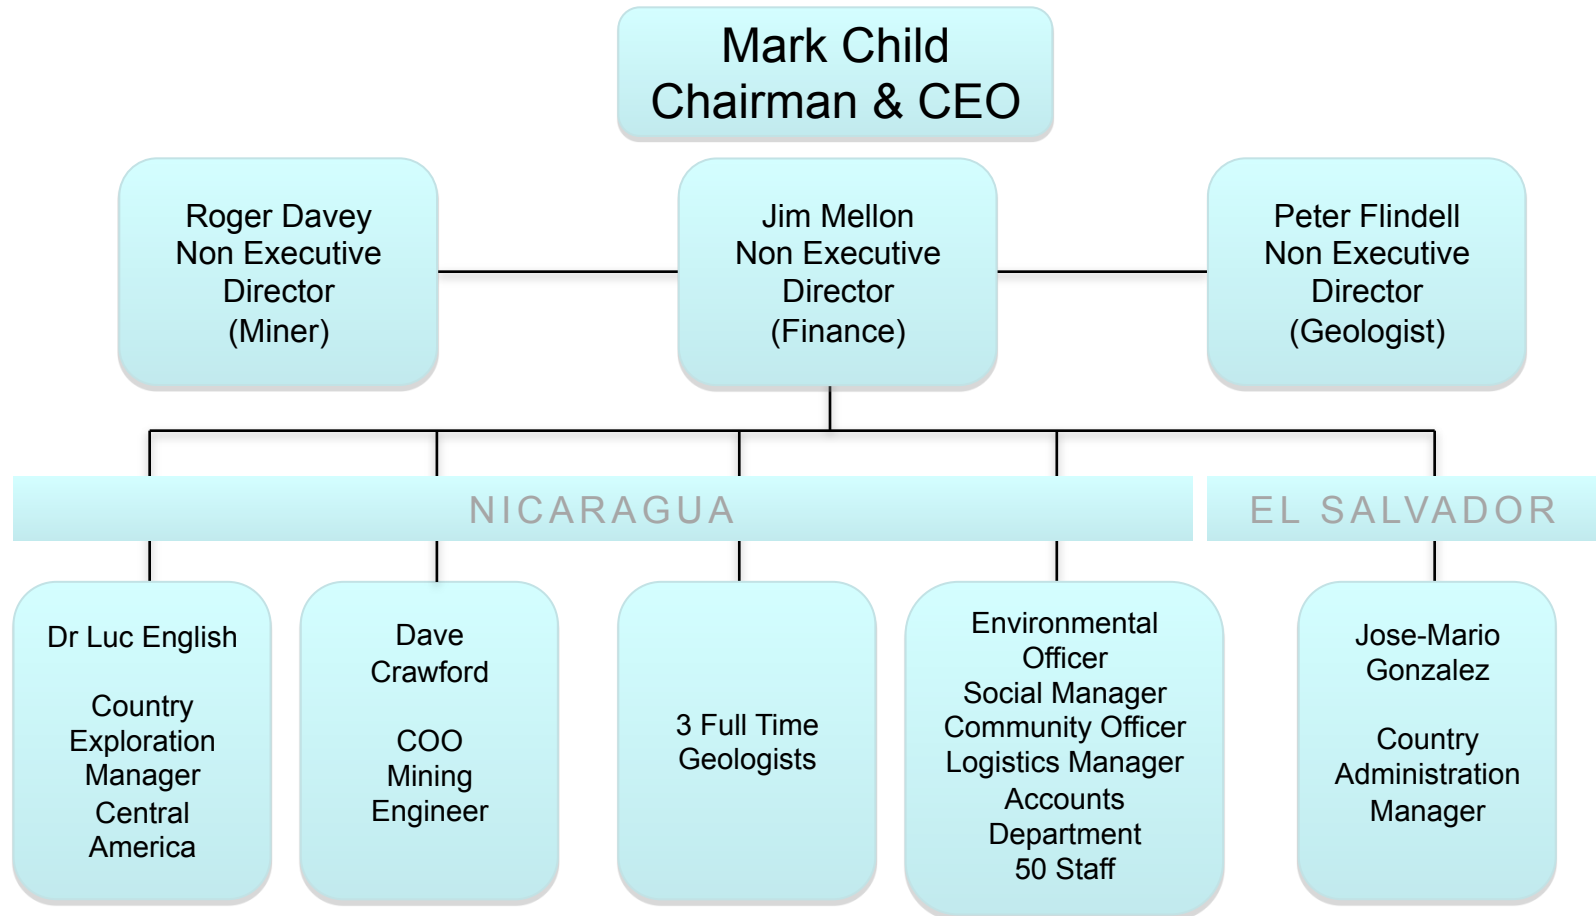 Mark Child
Chairman & CEO
Roger Davey
Non Executive
Director
(Miner)
Jim Mellon
Non Executive
Director
(Finance)
Peter Flindell
Non Executive
Director
(Geologist)
NICARAGUA
EL SALVADOR
Dr Luc English
Country
Exploration
Manager
Central
America
Dave
Crawford
COO
Mining
Engineer
3 Full Time
Geologists
Environmental
Officer
Social Manager
Community Officer
Logistics Manager
Accounts
Department
50 Staff
Jose-Mario
Gonzalez
Country
Administration
Manager